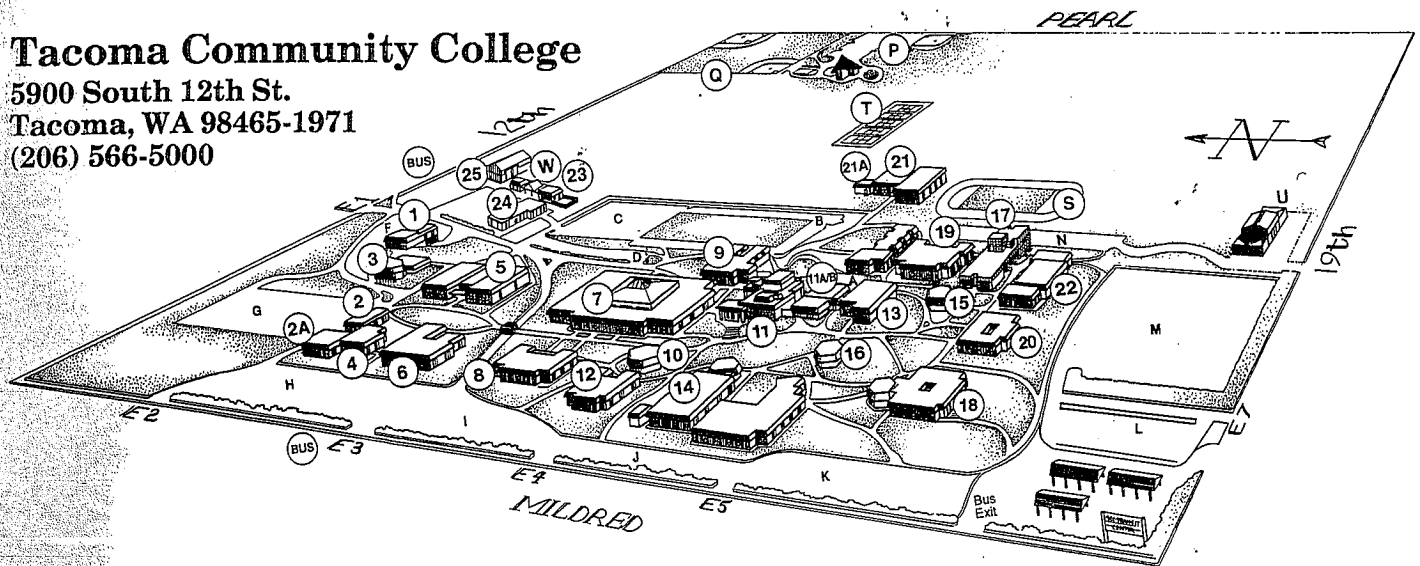 Tacoma Community College
5900 South 12th St.
Tacoma, WA 98465-1971
(206) 566-5000
PEARL
P
Q
T
12th
N
BUS
25
W
23
21A
21
24
E1
1
F
C
B
S
17
U
19th
3
5
D
A
9
19
N
2
G
7
11A/B
A
15
22
2A
4
6
11
13
M
8
10
16
20
12
14
18
H
E2
I
L
E7
BUS
E3
J
K
E4
E5
MILDRED
Bus
Exit
TRANSIT
CENTER